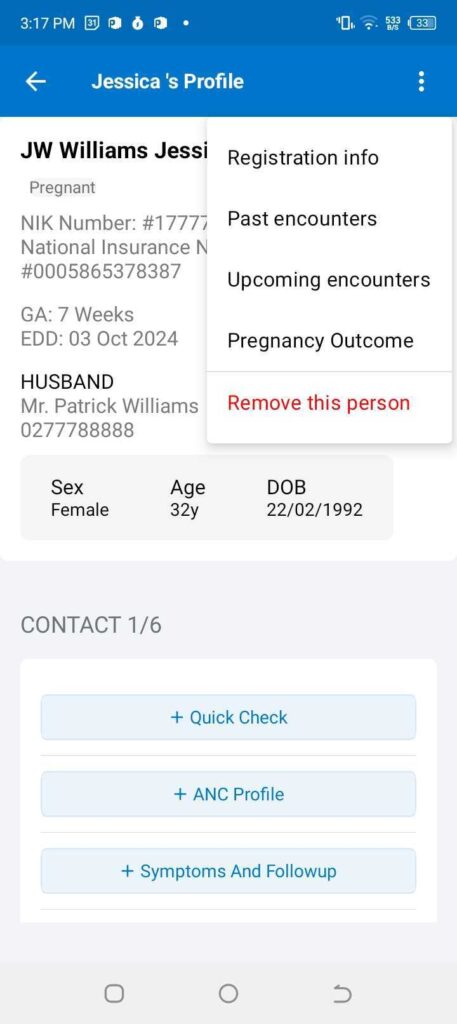 3:17 PM 31 533 B/S 33
Jessica 's Profile
JW Williams Jessi
Pregnant
NIK Number: #17777
National Insurance N
#0005865378387
GA: 7 Weeks
EDD: 03 Oct 2024
HUSBAND
Mr. Patrick Williams
0277788888
Registration info
Past encounters
Upcoming encounters
Pregnancy Outcome
Remove this person
Sex Age DOB
Female 32y 22/02/1992
CONTACT 1/6
+ Quick Check
+ ANC Profile
+ Symptoms And Followup